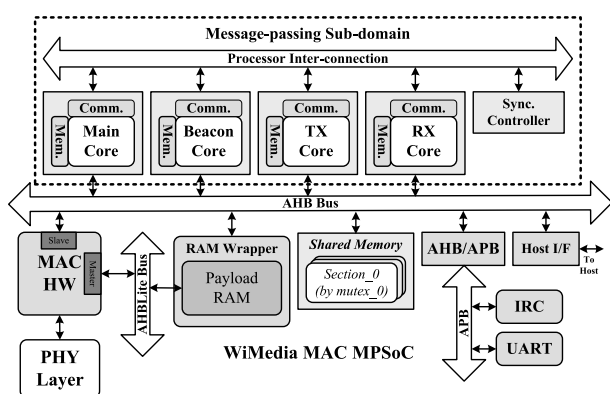 Message-passing Sub-domain
Processor Inter-connection
Comm.
Mem.
Main
Core
Comm.
Mem.
Beacon
Core
Comm.
Mem.
TX
Core
Comm.
Mem.
RX
Core
Sync.
Controller
AHB Bus
Slave
MAC
HW
Master
AHBLite Bus
RAM Wrapper
Payload
RAM
Shared Memory
Section_0
(by mutex_0)
AHB/APB
Host I/F
To
Host
APB
IRC
UART
PHY
Layer
WiMedia MAC MPSoC